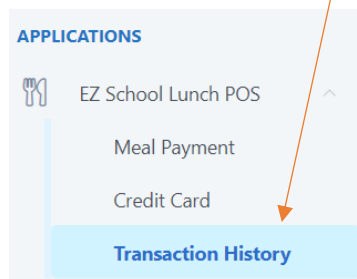 APPLICATIONS
EZ School Lunch POS
Meal Payment
Credit Card
Transaction History